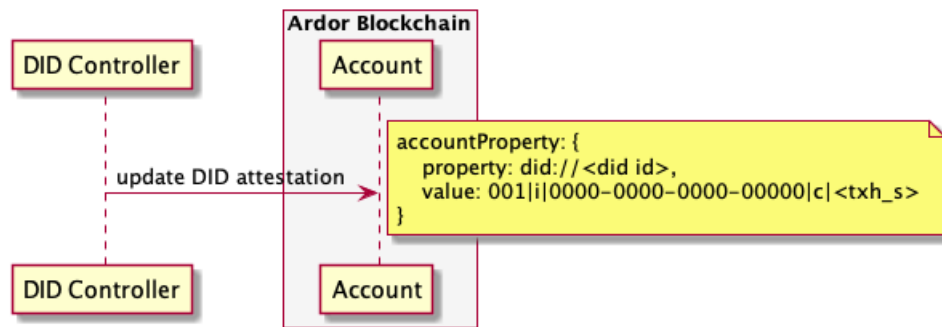 Ardor Blockchain
DID Controller
Account
accountProperty: {
property: did://<did id>,
value: 001|i|0000-0000-0000-00000|c|<txh_s>
}
update DID attestation
DID Controller
Account